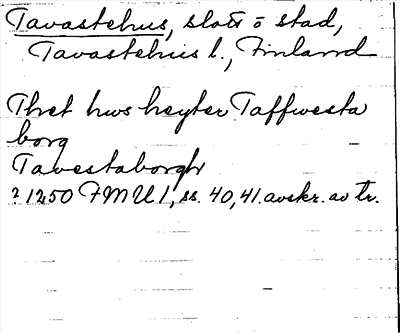 Tavastehus, slott o stad,
Tavastehus l., Finland
Thet hws heyter Taffwesta
borg
Tavestaborgh
? 1250 FMU 1, ss. 40, 41. avskr. av tr.